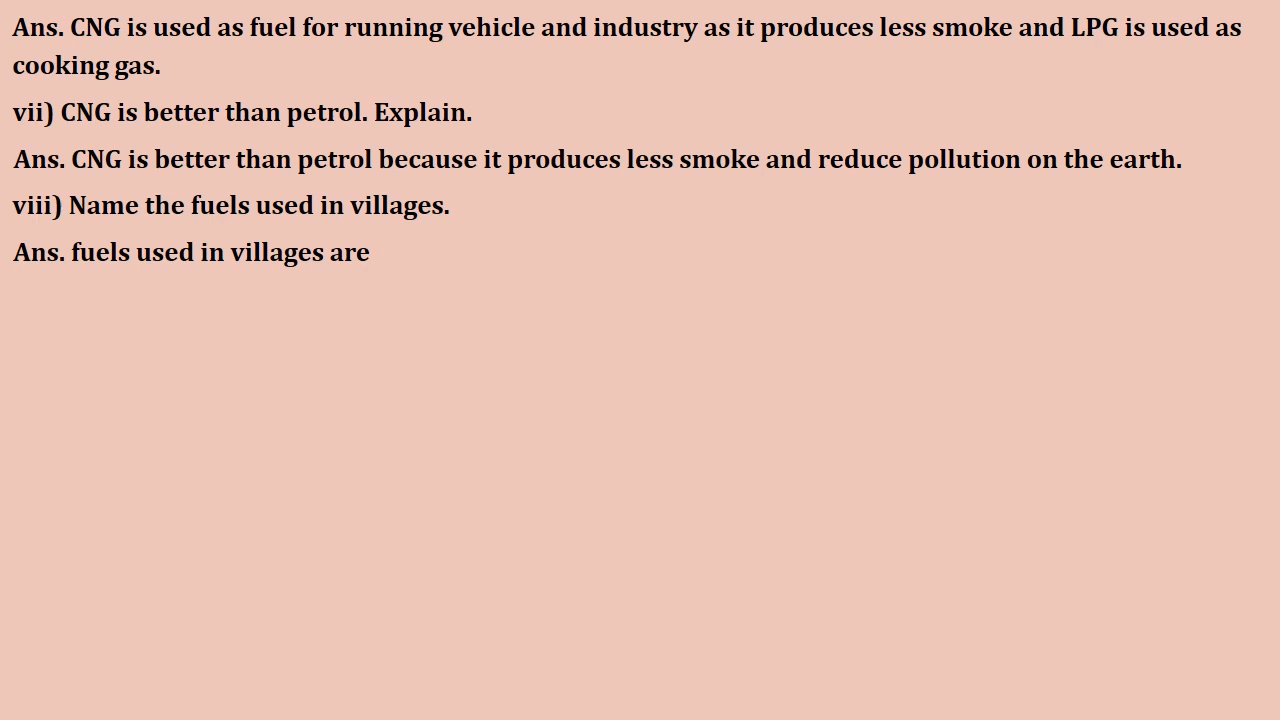 Ans. CNG is used as fuel for running vehicle and industry as it produces less smoke and LPG is used as
cooking gas.
vii) CNG is better than petrol. Explain.
Ans. CNG is better than petrol because it produces less smoke and reduce pollution on the earth.
viii) Name the fuels used in villages.
Ans. fuels used in villages are